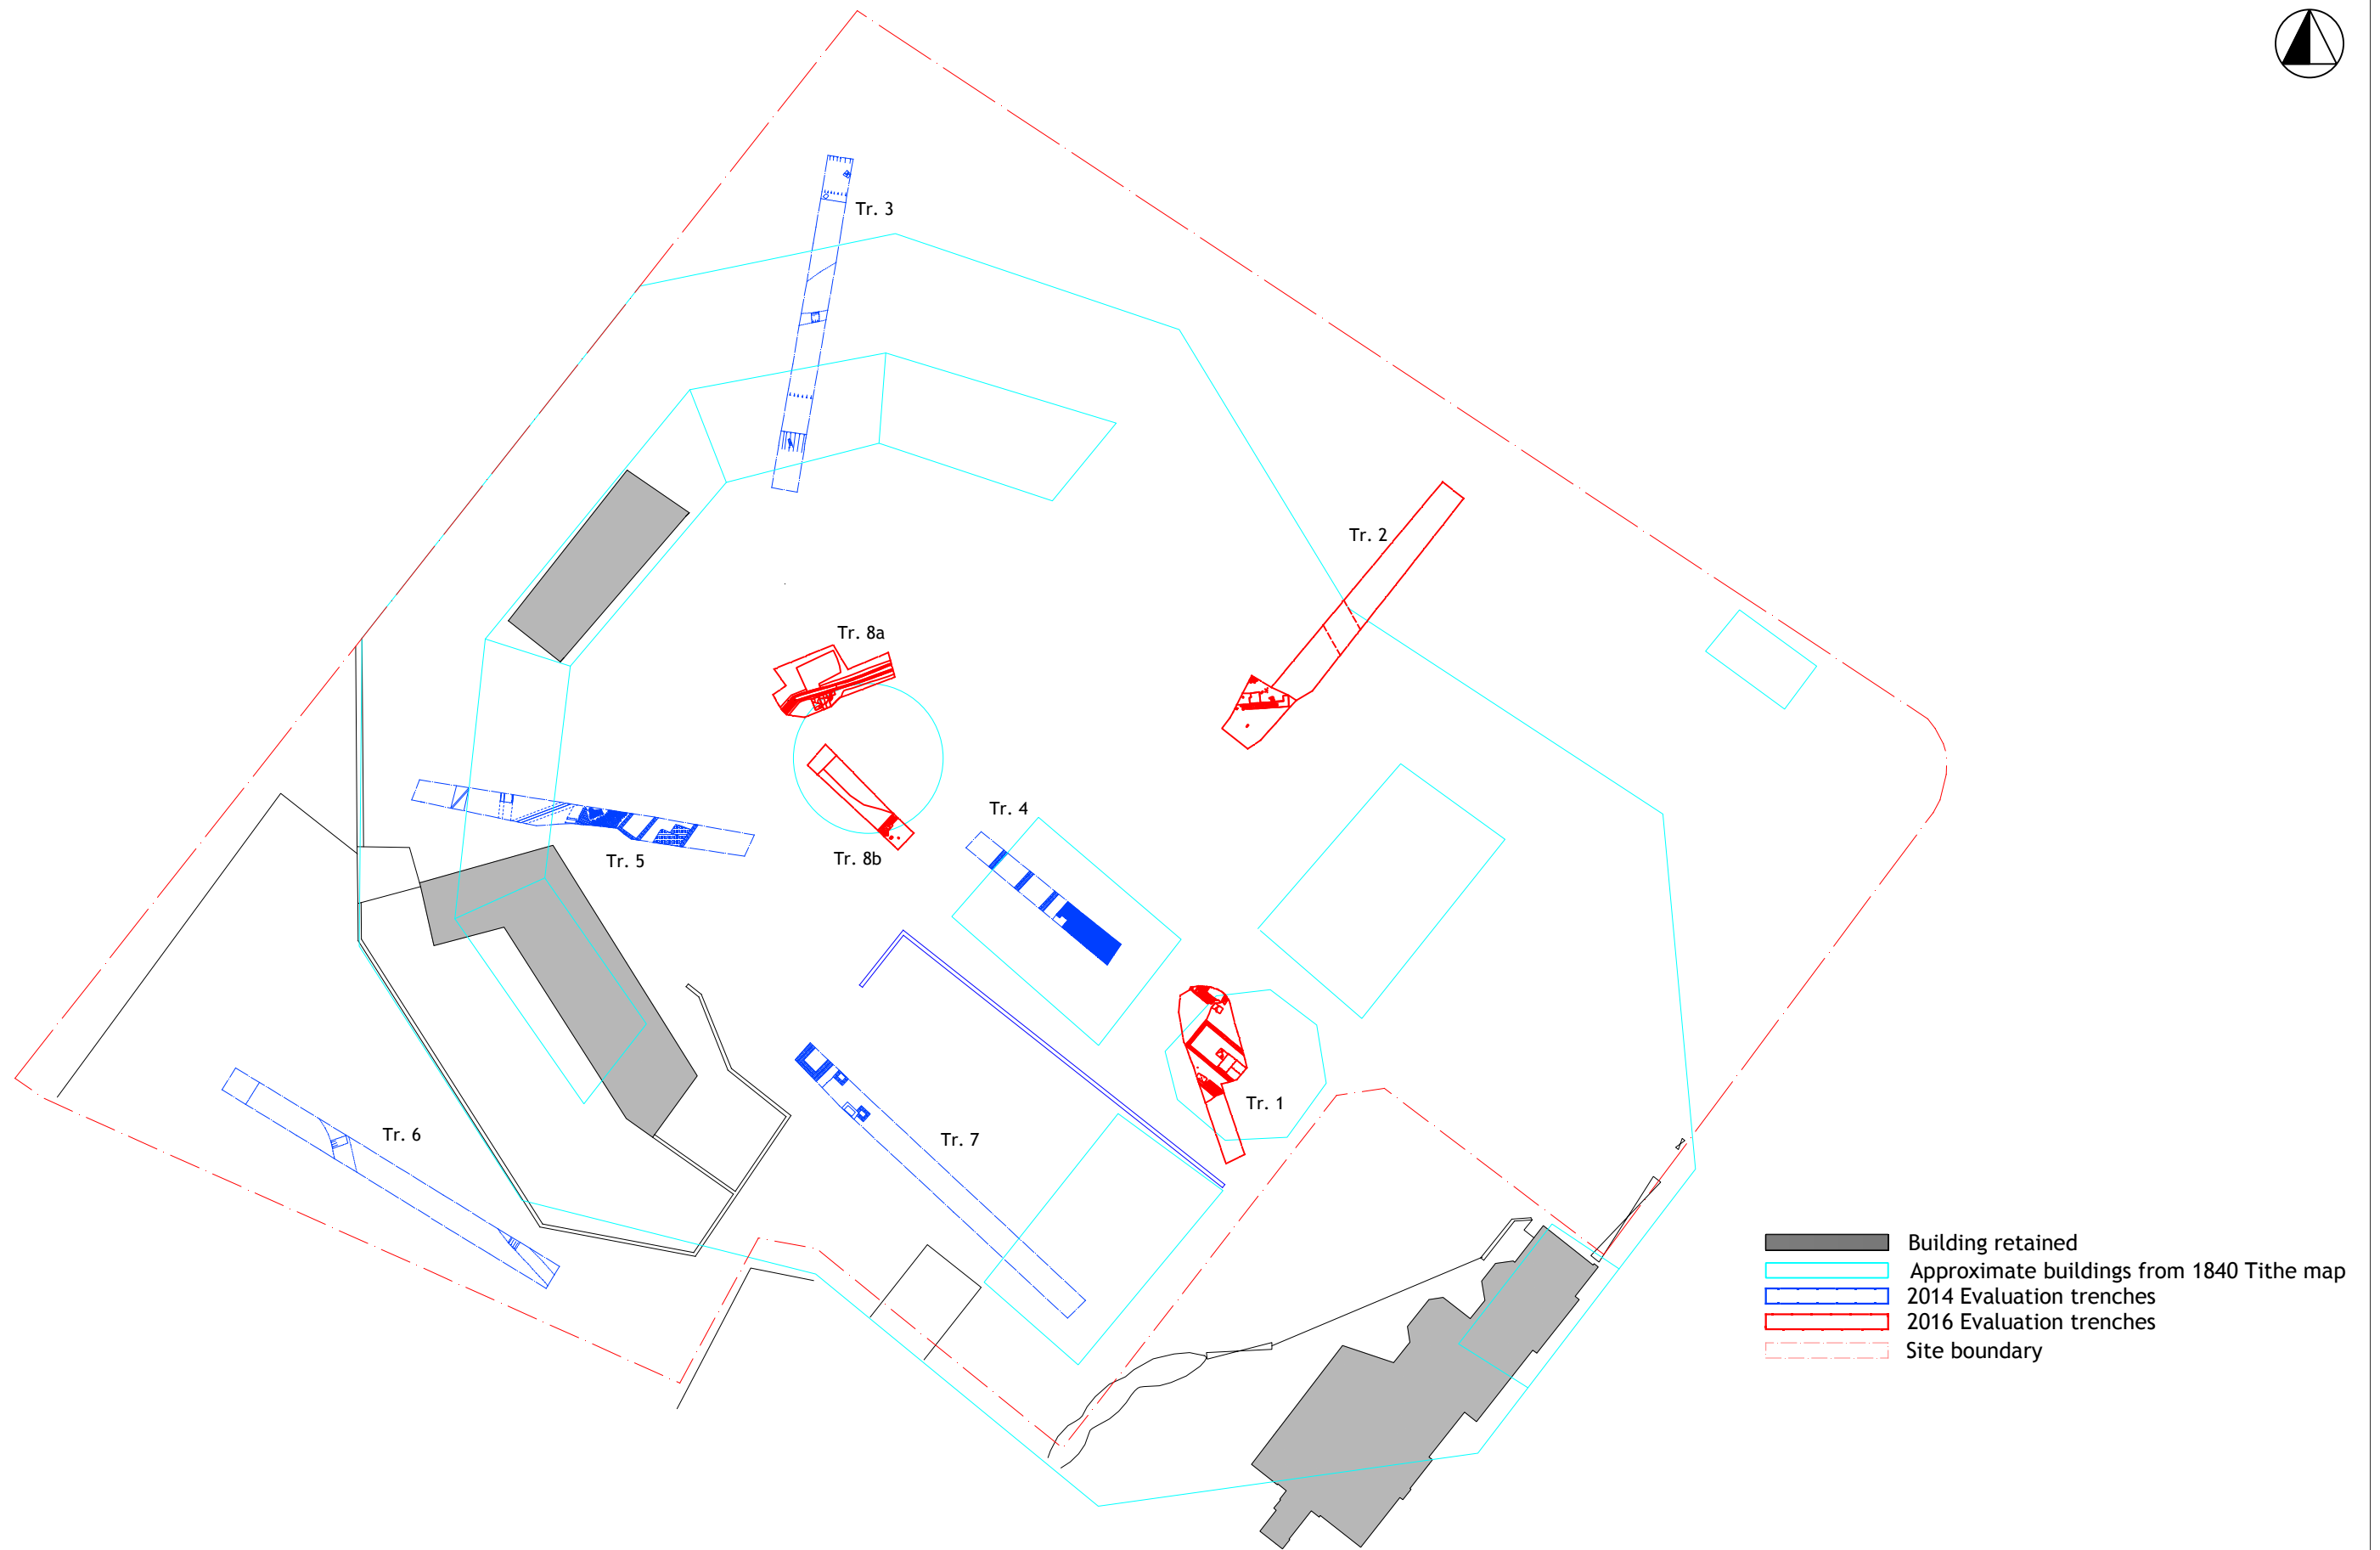 Tr. 3
Tr. 2
Tr. 8a
Tr. 4
Tr. 8b
Tr. 5
Tr. 1
Tr. 6
Tr. 7
Building retained
Approximate buildings from 1840 Tithe map
2014 Evaluation trenches
2016 Evaluation trenches
Site boundary